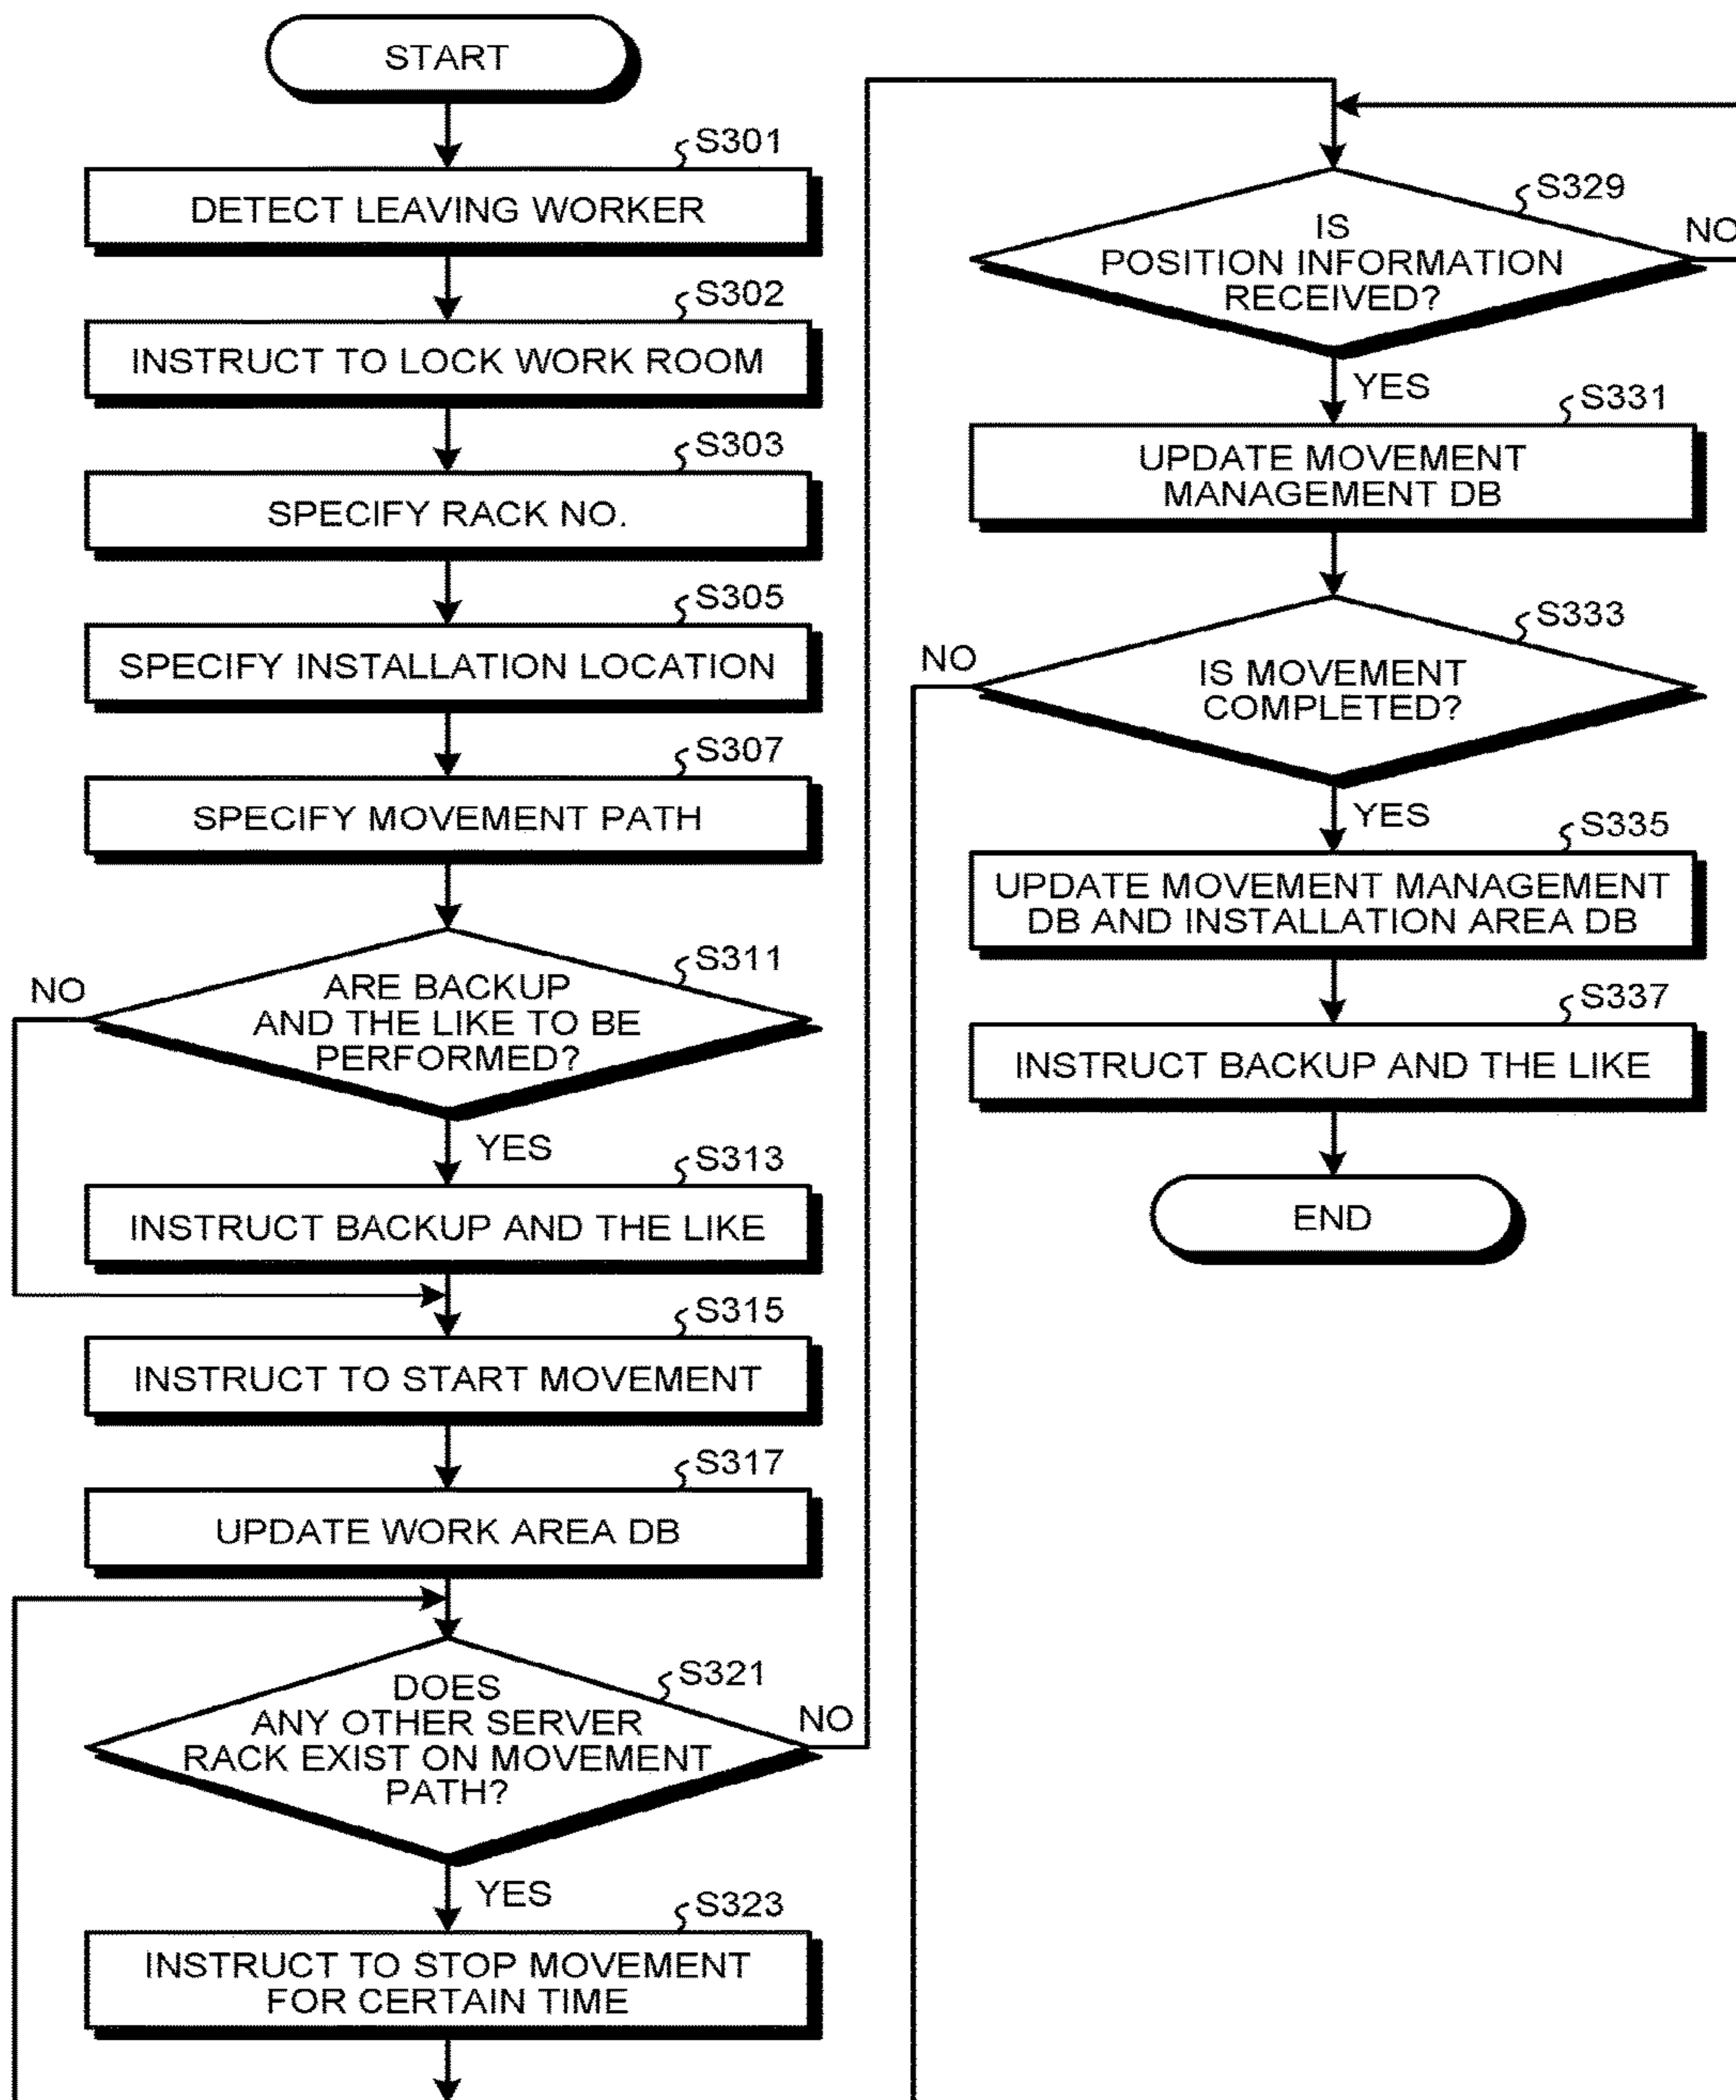 START
S301
DETECT LEAVING WORKER
S302
INSTRUCT TO LOCK WORK ROOM
S303
SPECIFY RACK NO.
S305
SPECIFY INSTALLATION LOCATION
S307
SPECIFY MOVEMENT PATH
S311
NO
ARE BACKUP
AND THE LIKE TO BE
PERFORMED?
YES
S313
INSTRUCT BACKUP AND THE LIKE
S315
INSTRUCT TO START MOVEMENT
S317
UPDATE WORK AREA DB
S321
DOES
ANY OTHER SERVER
RACK EXIST ON MOVEMENT
PATH?
NO
YES
S323
INSTRUCT TO STOP MOVEMENT
FOR CERTAIN TIME
S329
IS
POSITION INFORMATION
RECEIVED?
NO
YES
S331
UPDATE MOVEMENT
MANAGEMENT DB
S333
NO
IS MOVEMENT
COMPLETED?
YES
S335
UPDATE MOVEMENT MANAGEMENT
DB AND INSTALLATION AREA DB
S337
INSTRUCT BACKUP AND THE LIKE
END